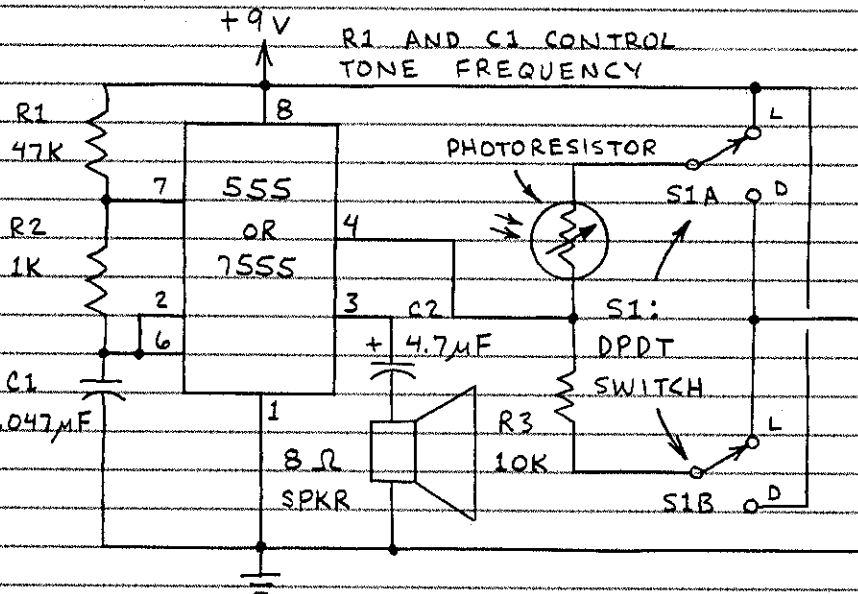 +9V
R1 AND C1 CONTROL
TONE FREQUENCY
R1
47K
8
PHOTORESISTOR
L
7
555
OR
7555
4
S1A
D
R2
1K
2
3
C2
S1:
6
+ 4.7µF
DPDT
SWITCH
C1
.047µF
1
8 Ω
SPKR
R3
10K
L
S1B
D